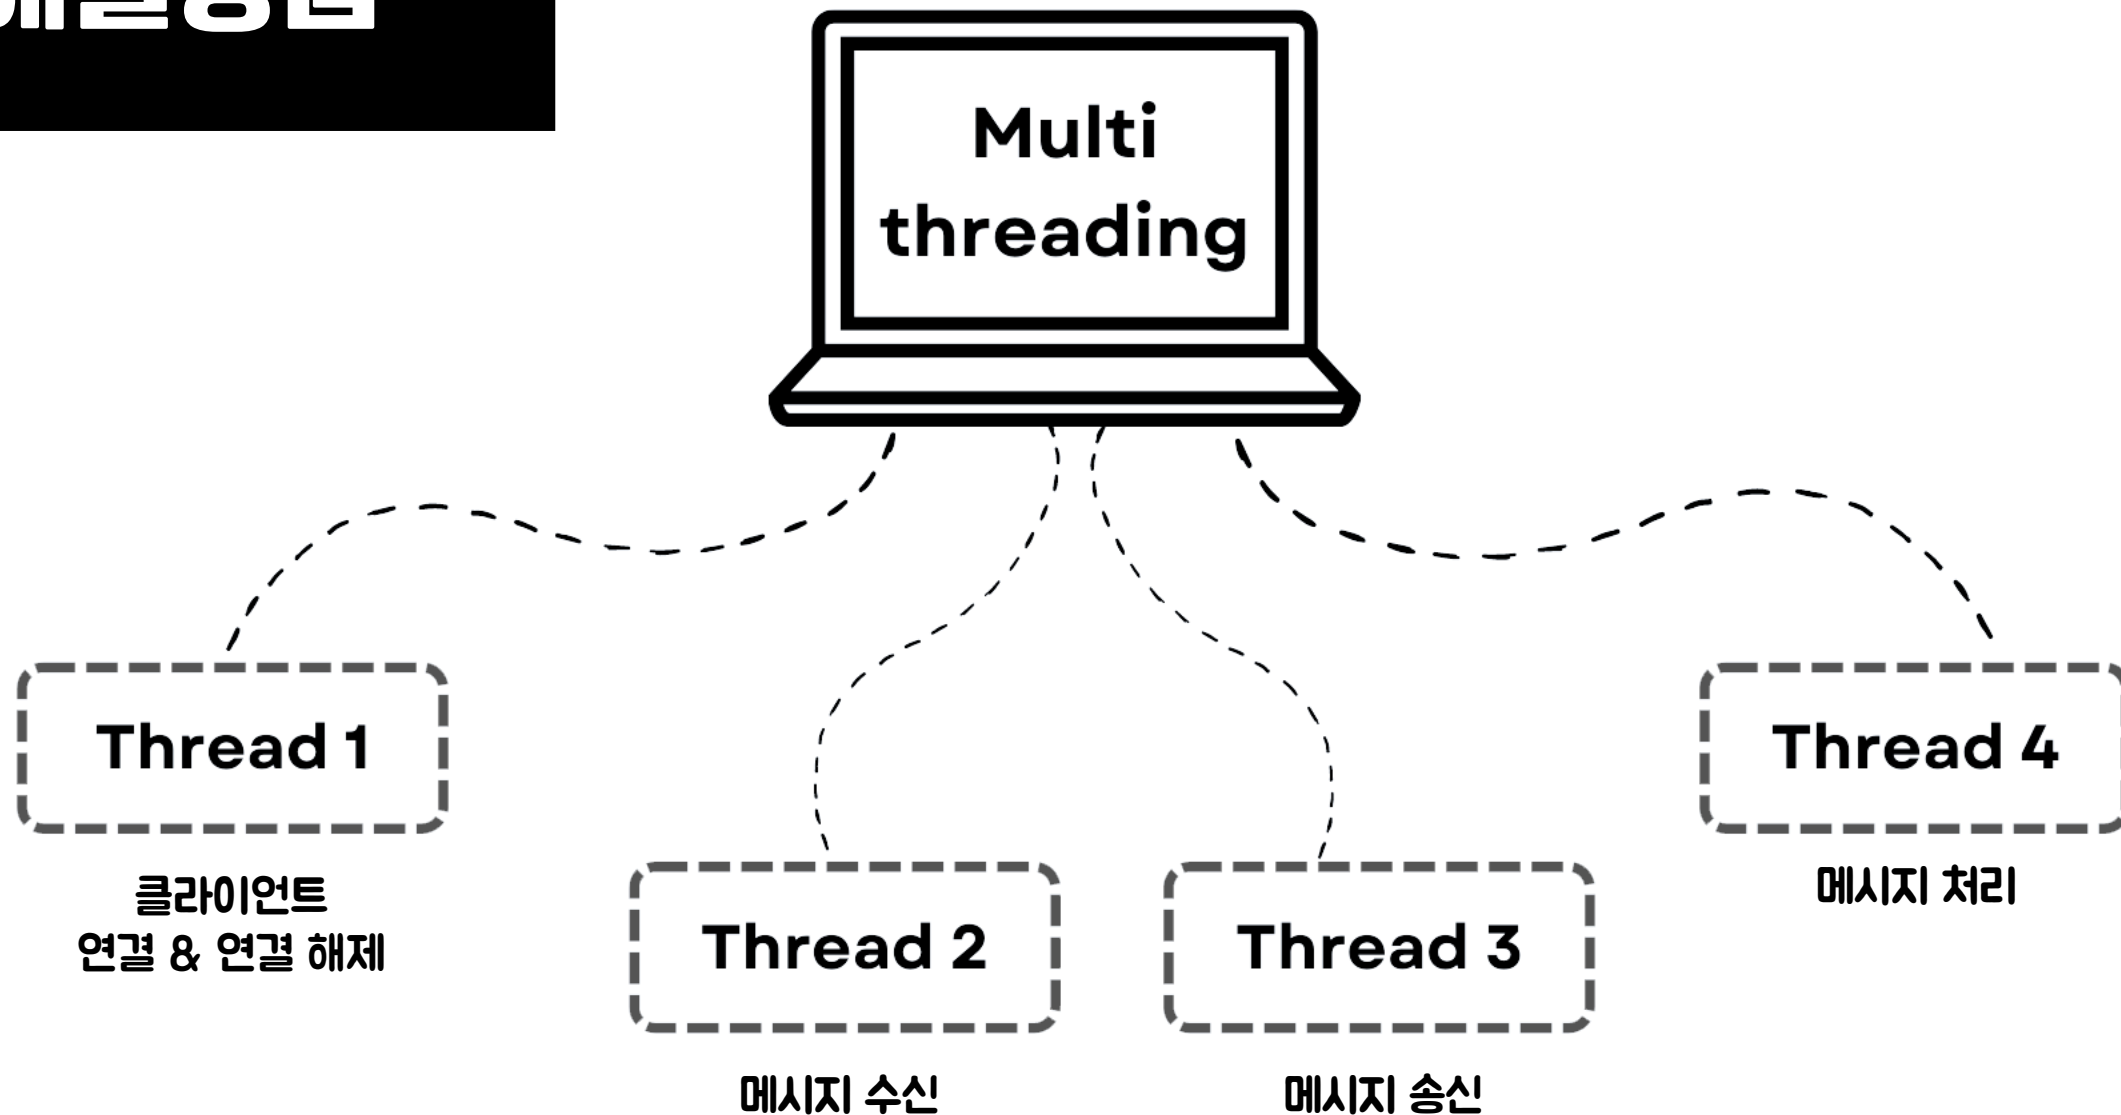 Multi
threading
Thread 1
클라이언트
연결 & 연결 해제
Thread 2
메시지 수신
Thread 3
메시지 송신
Thread 4
메시지 처리